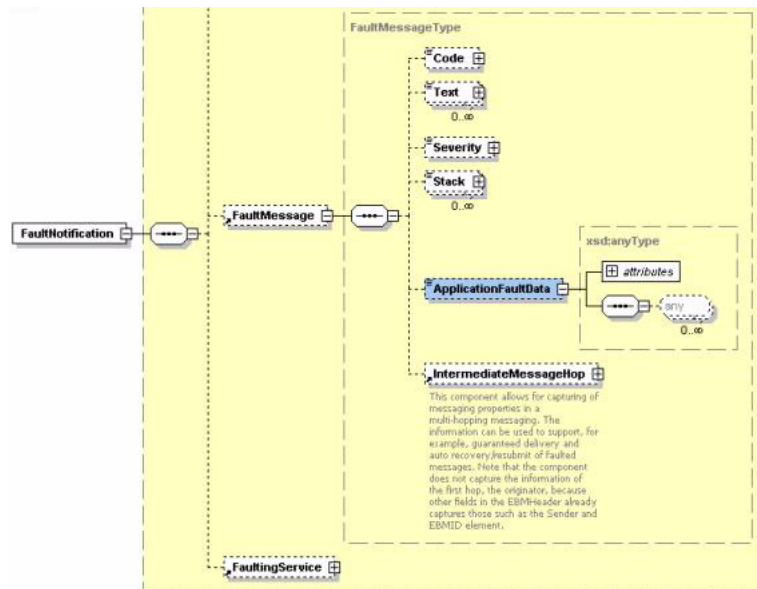 FaultMessageType
Code
Text
0..∞
Severity
Stack
0..∞
FaultMessage
FaultNotification
xsd:anyType
attributes
ApplicationFaultData
any
0..∞
IntermediateMessageHop
This component allows for capturing of
messaging properties in a
multi-hopping messaging. The
information can be used to support, for
example, guaranteed delivery and
auto recovery/resubmit of faulted
messages. Note that the component
does not capture the information of
the first hop, the originator, because
other fields in the EBMHeader already
captures those such as the Sender and
EBMID element.
FaultingService